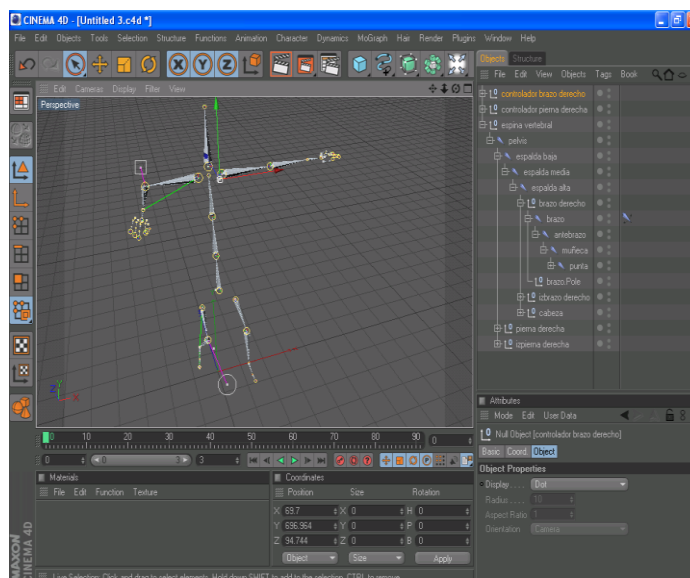 CINEMA 4D - [Untitled 3.c4d *]
File Edit Objects Tools Selection Structure Functions Animation Character Dynamics MoGraph Hair Render Plugins Window Help
Objects Structure
File Edit View Objects Tags Book
Edit Cameras Display Filter View
Perspective
controlador brazo derecho
controlador pierna derecha
espina vertebral
pelvis
espalda baja
espalda media
espalda alta
brazo derecho
brazo
antebrazo
muñeca
punta
brazo.Pole
izbrazo derecho
cabeza
pierna derecha
izpierna derecha
Y
Z X
0 10 20 30 40 50 60 70 80 90 0
0 0 3 3
Attributes
Mode Edit User Data
Null Object [controlador brazo derecho]
Basic Coord. Object
Object Properties
Display . . . . . Dot
Radius . . . . . 10
Aspect Ratio 1
Orientation Camera
Materials
File Edit Function Texture
Coordinates
Position Size Rotation
X 69.7 X 0 H 0
Y 696.964 Y 0 P 0
Z 94.744 Z 0 B 0
Object Size Apply
MAXON
CINEMA 4D
Live Selection: Click and drag to select elements. Hold down SHIFT to add to the selection, CTRL to remove.